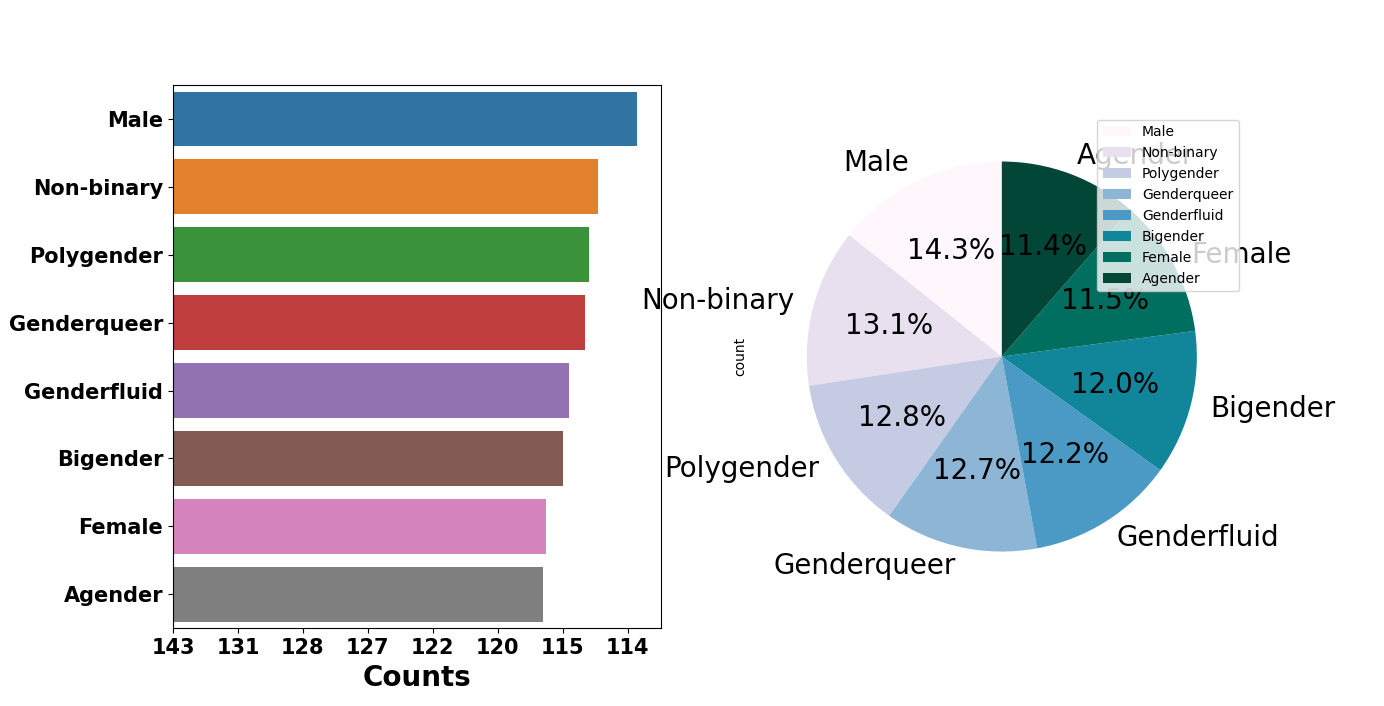 Male
Non-binary
Polygender
Genderqueer
Genderfluid
Bigender
Female
Agender
143 131 128 127 122 120 115 114
Counts
count
Male
Non-binary
Polygender
Genderqueer
Genderfluid
Bigender
Female
Agender
14.3%
13.1%
12.8%
12.7%
12.2%
12.0%
11.5%
11.4%
Male
Non-binary
Polygender
Genderqueer
Genderfluid
Bigender
Female
Agender